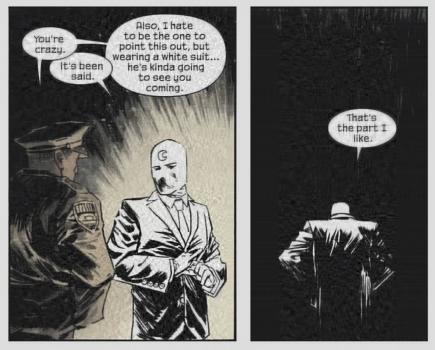 You're
crazy.
It's been
said.
Also, I hate
to be the one to
point this out, but
wearing a white suit...
he's kinda going
to see you
coming.
That's
the part I
like.